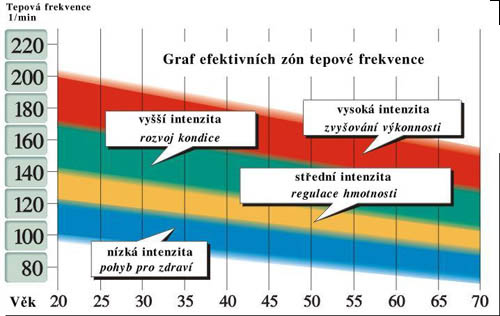 Tepová frekvence
1/min
Graf efektivních zón tepové frekvence
220
200
180
160
140
120
100
80
vysoká intenzita
zvyšování výkonnosti
vyšší intenzita
rozvoj kondice
střední intenzita
regulace hmotnosti
nízká intenzita
pohyb pro zdraví
Věk 20 25 30 35 40 45 50 55 60 65 70